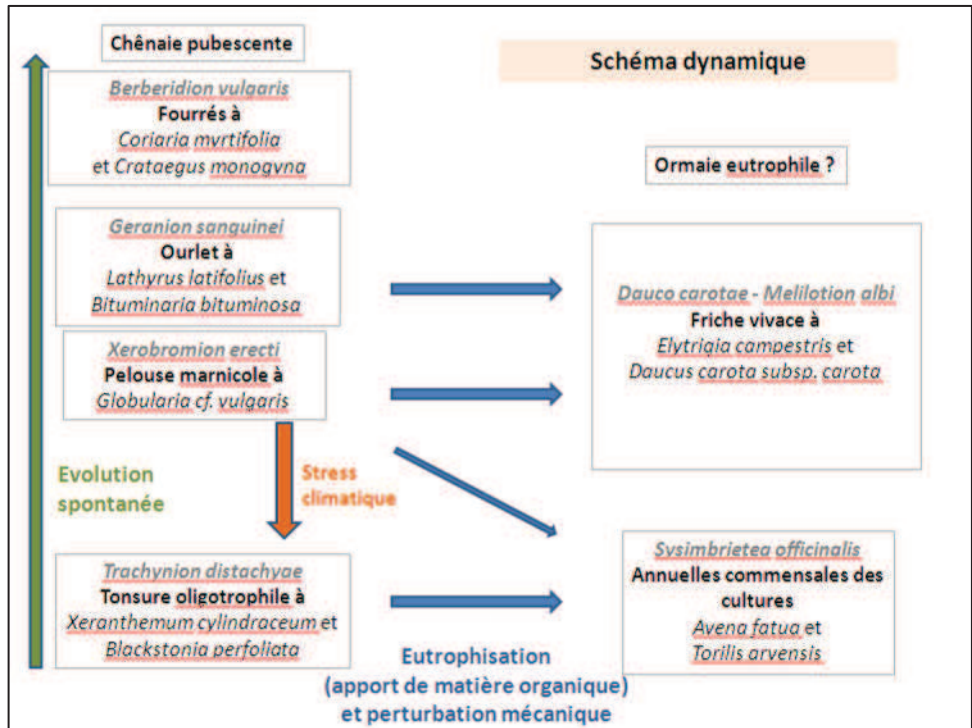 Chênaie pubescente
Schéma dynamique
Berberidion vulgaris
Fourrés à
Coriaria myrtifolia
et Crataegus monogyna
Ormaie eutrophile ?
Geranion sanguinei
Ourlet à
Lathyrus latifolius et
Bituminaria bituminosa
Dauco carotae - Melilotion albi
Friche vivace à
Elytrigia campestris et
Daucus carota subsp. carota
Xerobromion erecti
Pelouse marnicole à
Globularia cf. vulgaris
Evolution
spontanée
Stress
climatique
Trachynion distachyae
Tonsure oligotrophile à
Xeranthemum cylindraceum et
Blackstonia perfoliata
Sysimbrietea officinalis
Annuelles commensales des
cultures
Avena fatua et
Torilis arvensis
Eutrophisation
(apport de matière organique)
et perturbation mécanique